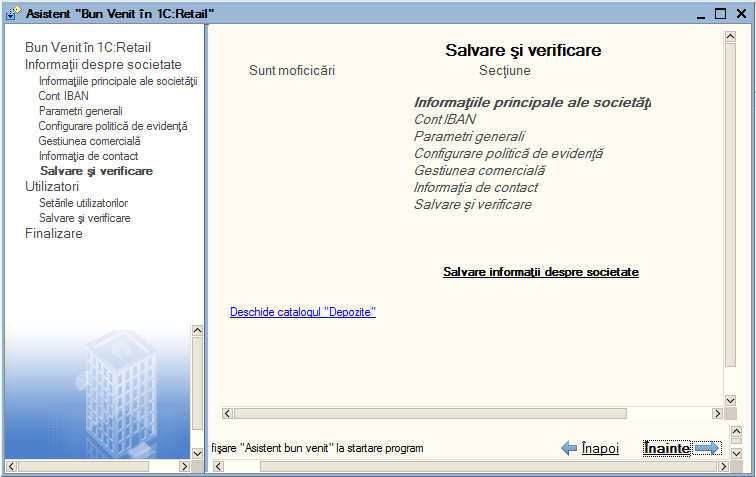 Asistent "Bun Venit în 1C:Retail"
Bun Venit în 1C:Retail
Informaţii despre societate
Informaţiile principale ale societăţii
Cont IBAN
Parametri generali
Configurare politică de evidenţă
Gestiunea comercială
Informaţia de contact
Salvare şi verificare
Utilizatori
Setările utilizatorilor
Salvare şi verificare
Finalizare
Salvare şi verificare
Sunt moficicări Secţiune
Informaţiile principale ale societăţ
Cont IBAN
Parametri generali
Configurare politică de evidenţă
Gestiunea comercială
Informaţia de contact
Salvare şi verificare
Salvare informaţii despre societate
Deschide catalogul "Depozite"
fişare "Asistent bun venit" la startare program
Înapoi
Înainte